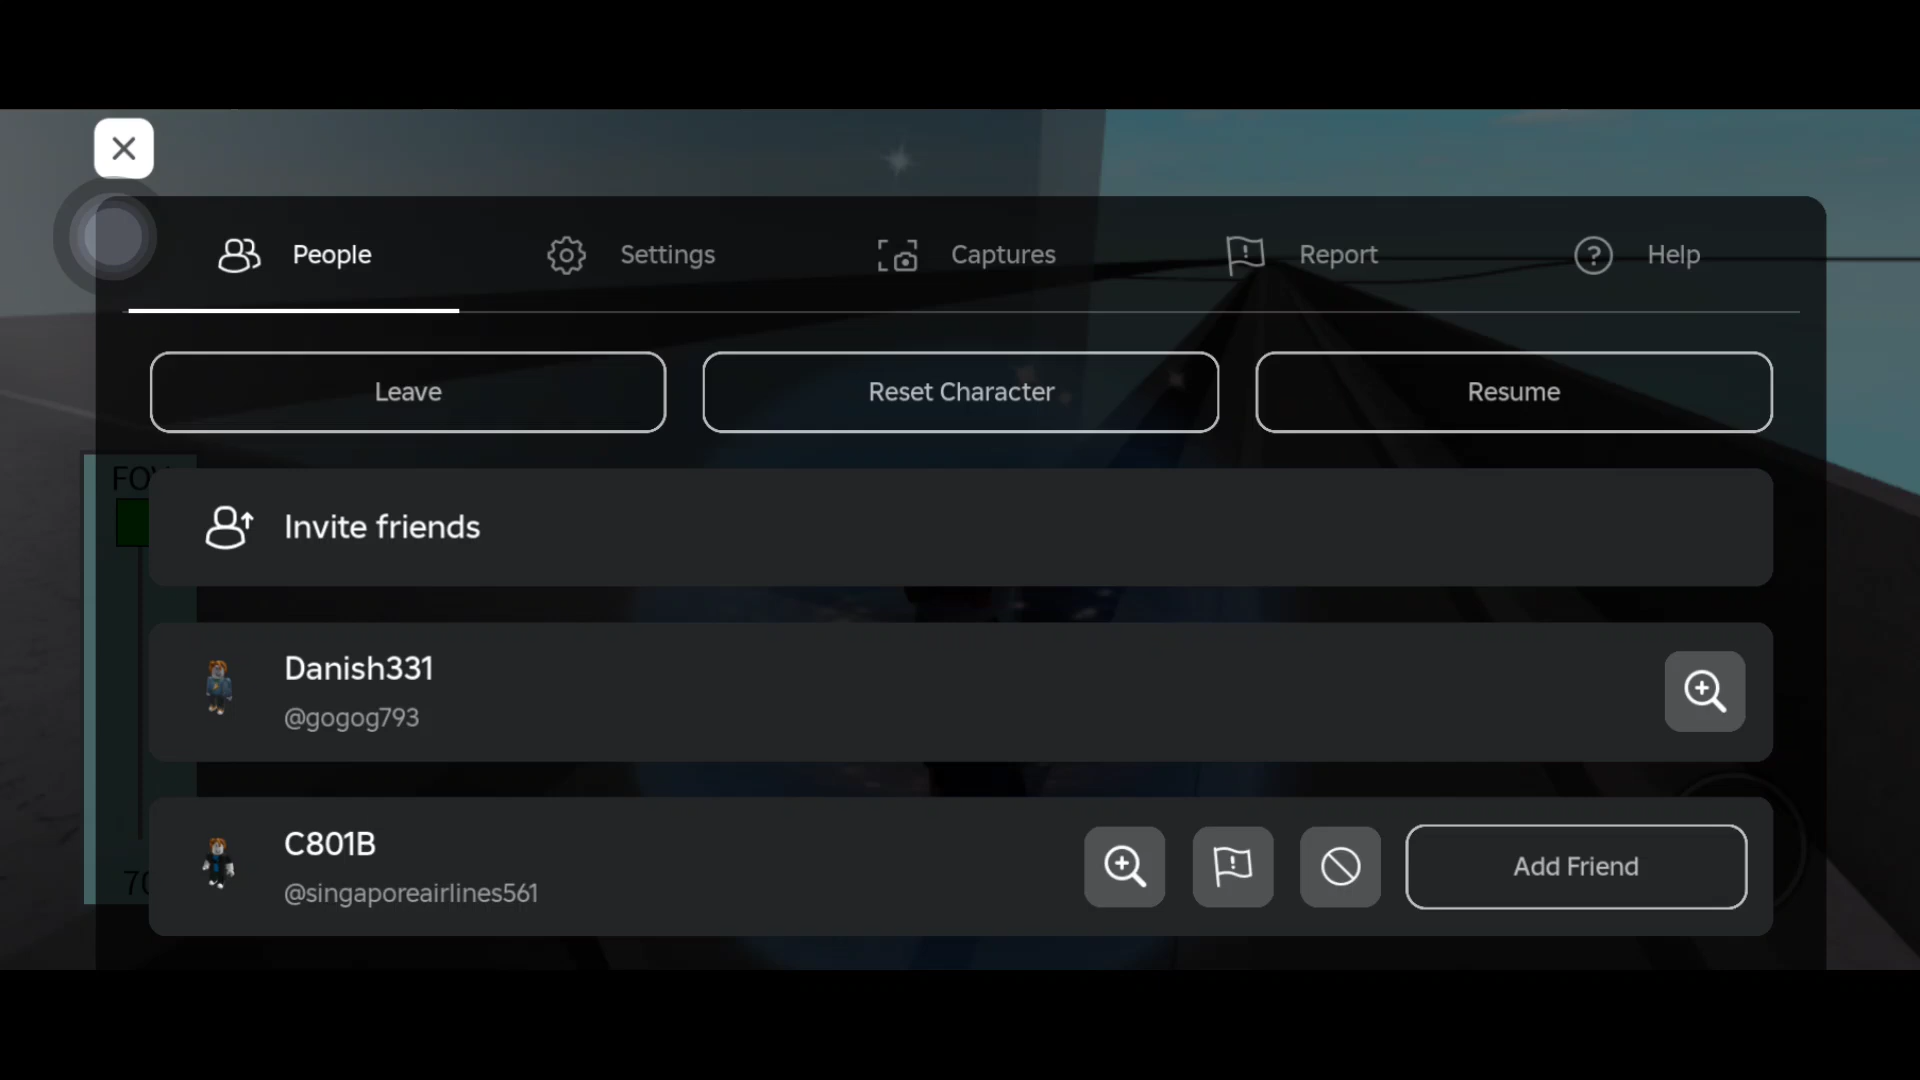 People
Settings
Captures
Report
Help
Leave
Reset Character
Resume
Invite friends
Danish331
@gogog793
C801B
@singaporeairlines561
Add Friend